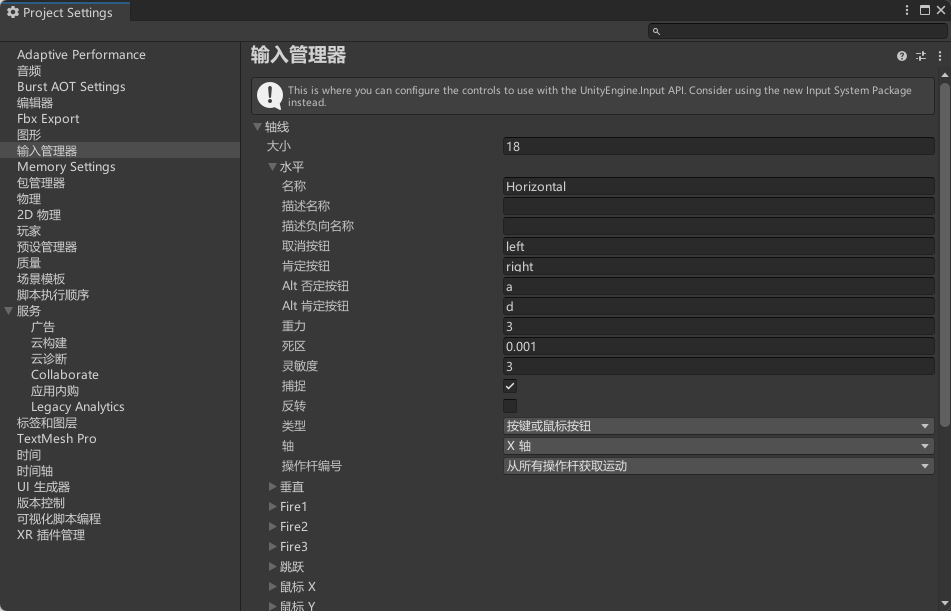 Project Settings
Adaptive Performance
音频
Burst AOT Settings
编辑器
Fbx Export
图形
输入管理器
Memory Settings
包管理器
物理
2D 物理
玩家
预设管理器
质量
场景模板
脚本执行顺序
服务
广告
云构建
云诊断
Collaborate
应用内购
Legacy Analytics
标签和图层
TextMesh Pro
时间
时间轴
UI 生成器
版本控制
可视化脚本编程
XR 插件管理
输入管理器
This is where you can configure the controls to use with the UnityEngine.Input API. Consider using the new Input System Package
instead.
轴线
大小 18
水平
名称 Horizontal
描述名称
描述负向名称
取消按钮 left
肯定按钮 right
Alt 否定按钮 a
Alt 肯定按钮 d
重力 3
死区 0.001
灵敏度 3
捕捉
反转
类型 按键或鼠标按钮
轴 X 轴
操作杆编号 从所有操作杆获取运动
垂直
Fire1
Fire2
Fire3
跳跃
鼠标 X
鼠标 Y